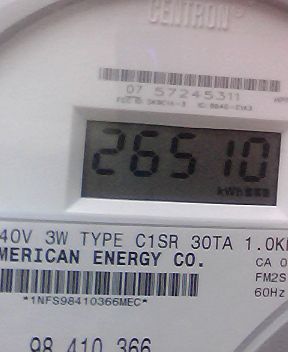 CENTRON®
07 57245311
26510
kWh
40V 3W TYPE C1SR 30TA 1.0K
MERICAN ENERGY CO.
CA 0
FM2S
60Hz
*1NFS98410366MEC*
98 410 366